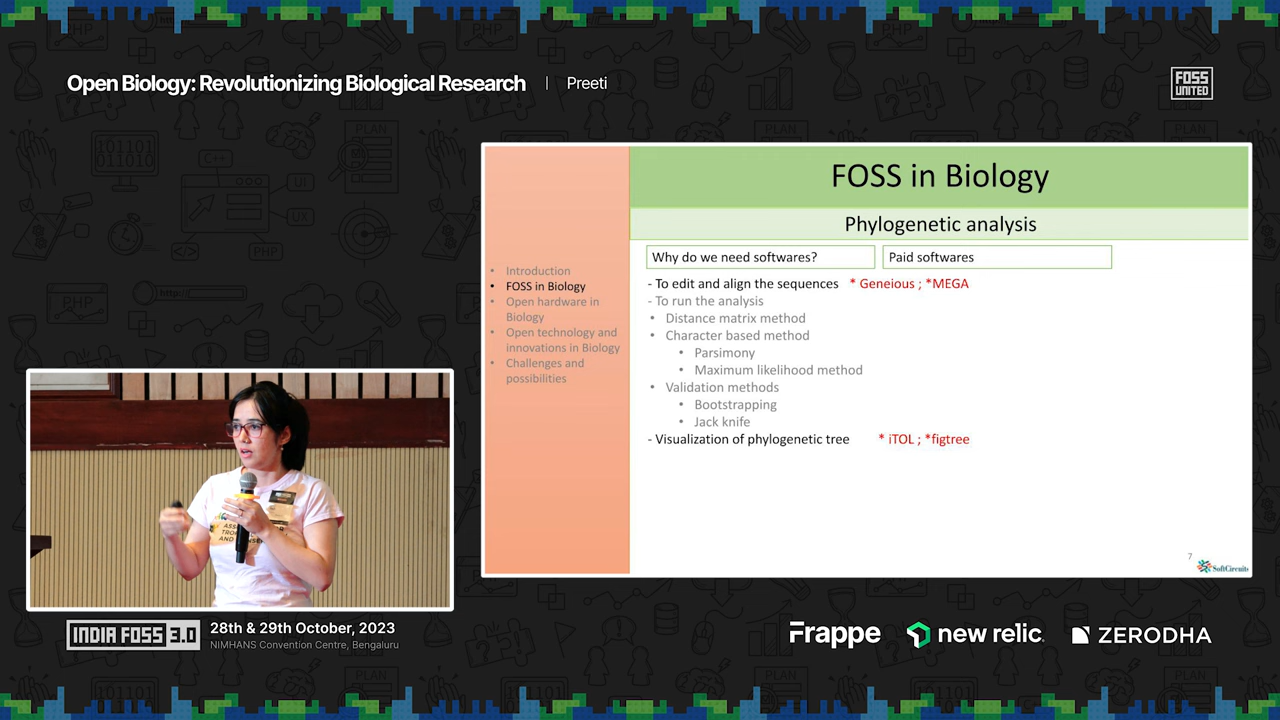 Open Biology: Revolutionizing Biological Research | Preeti
FOSS UNITED
FOSS in Biology
Phylogenetic analysis
Why do we need softwares?
Paid softwares
• Introduction
• FOSS in Biology
• Open hardware in
Biology
• Open technology and
innovations in Biology
• Challenges and
possibilities
- To edit and align the sequences * Geneious ; *MEGA
- To run the analysis
• Distance matrix method
• Character based method
• Parsimony
• Maximum likelihood method
• Validation methods
• Bootstrapping
• Jack knife
- Visualization of phylogenetic tree * iTOL ; *figtree
7
SoftCircuits
INDIA FOSS 3.0
28th & 29th October, 2023
NIMHANS Convention Centre, Bengaluru
Frappe
new relic
ZERODHA